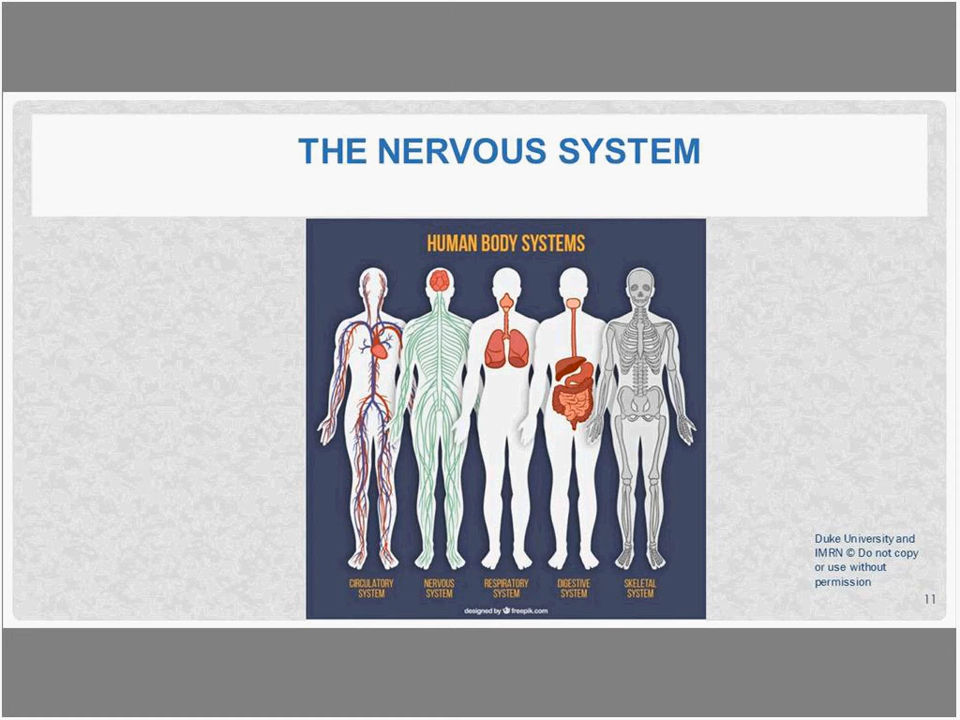 THE NERVOUS SYSTEM
HUMAN BODY SYSTEMS
CIRCULATORY
SYSTEM
NERVOUS
SYSTEM
RESPIRATORY
SYSTEM
DIGESTIVE
SYSTEM
SKELETAL
SYSTEM
designed by freepik.com
Duke University and
IMRN © Do not copy
or use without
permission
11